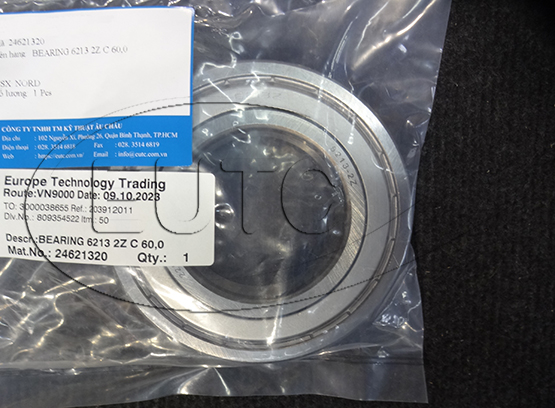 ã: 24621320
ên hàng : BEARING 6213 2Z C 60,0
SX NORD
ố lượng 1 Pcs
CÔNG TY TNHH TM KỸ THUẬT ÂU CHÂU
Địa chỉ : 102 Nguyễn Xí, Phường 26, Quận Bình Thạnh, TP.HCM
Điện thoại : 028. 3514 6819 Fax : 028. 3514 6819
Web : https://eutc.com.vn Email : info@eutc.com.vn
Europe Technology Trading
Route:VN9000 Date: 09.10.2023
TO: 3000038655 Ref.: 203912011
Div.No.: 809354522 Itm.: 50
Descr.:BEARING 6213 2Z C 60,0
Mat.No.: 24621320 Qty.: 1
EUTC
6213-2Z